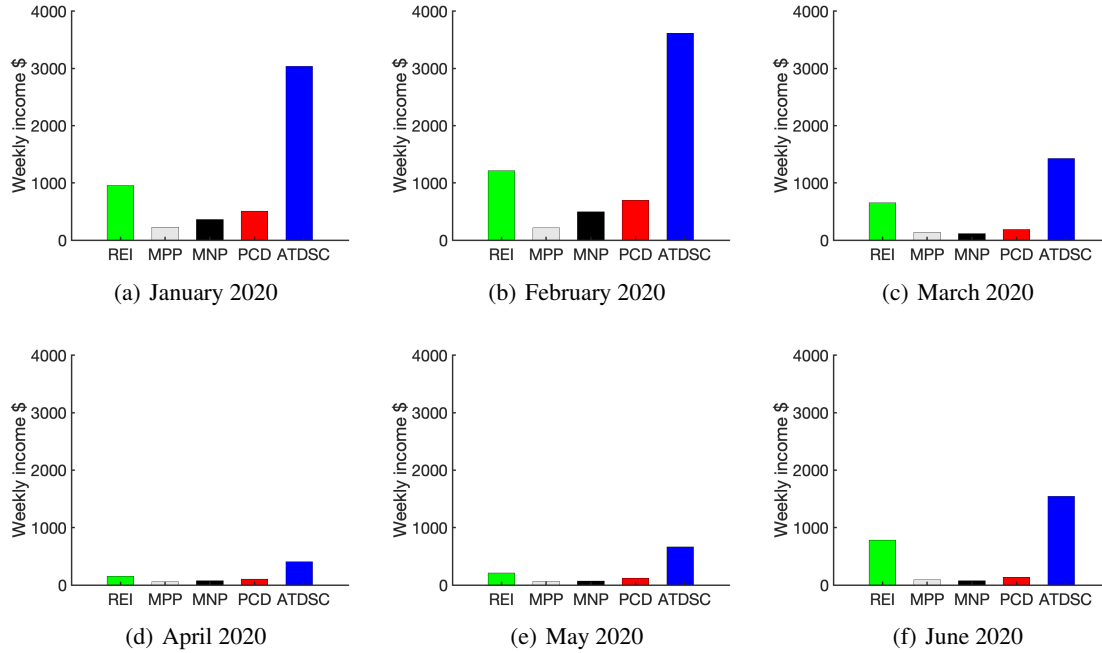 4000
3000
2000
1000
0
Weekly income $
REI MPP MNP PCD ATDSC
(a) January 2020
4000
3000
2000
1000
0
Weekly income $
REI MPP MNP PCD ATDSC
(b) February 2020
4000
3000
2000
1000
0
Weekly income $
REI MPP MNP PCD ATDSC
(c) March 2020
4000
3000
2000
1000
0
Weekly income $
REI MPP MNP PCD ATDSC
(d) April 2020
4000
3000
2000
1000
0
Weekly income $
REI MPP MNP PCD ATDSC
(e) May 2020
4000
3000
2000
1000
0
Weekly income $
REI MPP MNP PCD ATDSC
(f) June 2020